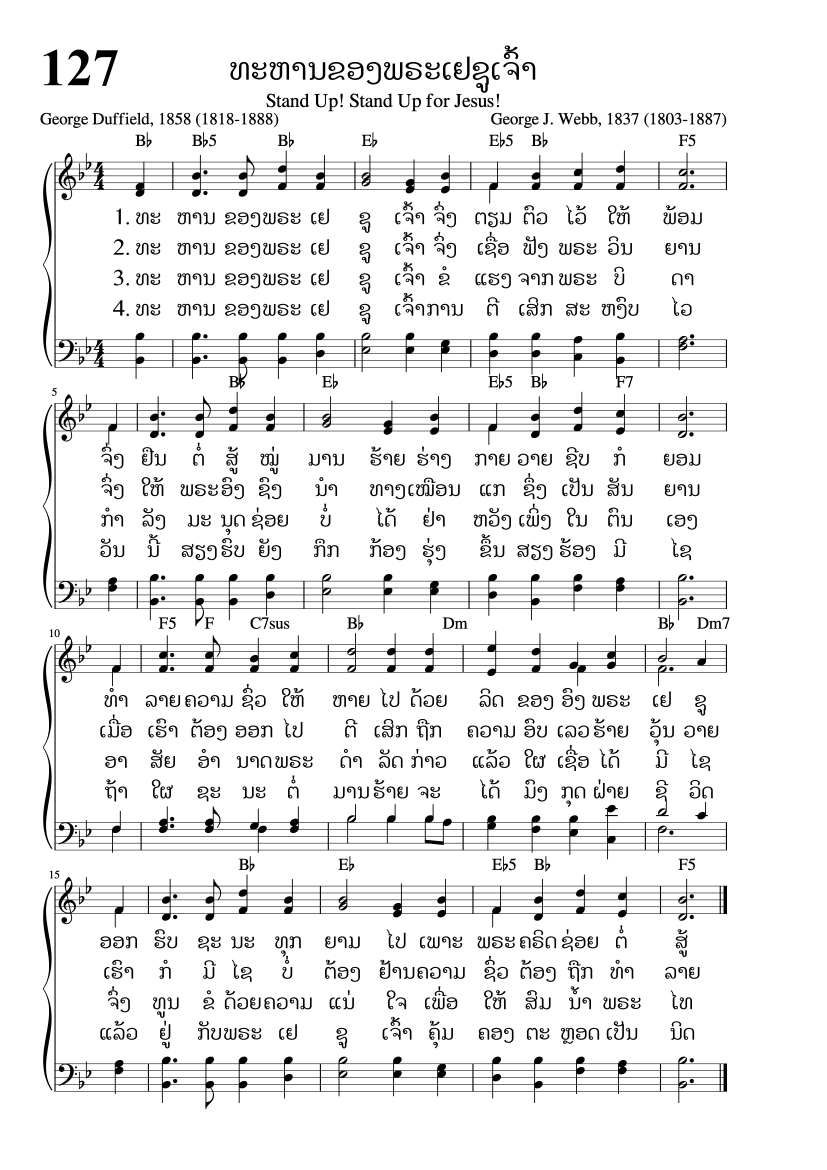 127
ທະຫານຂອງພຣະເຢຊູເຈົ້າ
Stand Up! Stand Up for Jesus!
George Duffield, 1858 (1818-1888)
George J. Webb, 1837 (1803-1887)
B♭ B♭5 B♭ E♭ E♭5 B♭ F5
1. ທະ ຫານ ຂອງພຣະ ເຢ ຊູ ເຈົ້າ ຈົ່ງ ຕຽມ ຕົວ ໄວ້ ໃຫ້ ພ້ອມ
2. ທະ ຫານ ຂອງພຣະ ເຢ ຊູ ເຈົ້າ ຈົ່ງ ເຊື່ອ ຟັງ ພຣະ ວິນ ຍານ
3. ທະ ຫານ ຂອງພຣະ ເຢ ຊູ ເຈົ້າ ຂໍ ແຮງ ຈາກ ພຣະ ບິ ດາ
4. ທະ ຫານ ຂອງພຣະ ເຢ ຊູ ເຈົ້າການ ຕີ ເສິກ ສະ ຫງົບ ໄວ
5
B♭ E♭ E♭5 B♭ F7
ຈົ່ງ ຢືນ ຕໍ່ ສູ້ ໝູ່ ມານ ຮ້າຍ ຮ່າງ ກາຍ ວາຍ ຊີບ ກໍ ຍອມ
ຈົ່ງ ໃຫ້ ພຣະອົງ ຊົງ ນຳ ທາງເໝືອນ ແກ ຊຶ່ງ ເປັນ ສັນ ຍານ
ກຳ ລັງ ມະ ນຸດ ຊ່ອຍ ບໍ່ ໄດ້ ຢ່າ ຫວັງ ເພິ່ງ ໃນ ຕົນ ເອງ
ວັນ ນີ້ ສຽງຮົບ ຍັງ ກຶກ ກ້ອງ ຮຸ່ງ ຂຶ້ນ ສຽງ ຮ້ອງ ມີ ໄຊ
10
F5 F C7sus B♭ Dm B♭ Dm7
ທຳ ລາຍ ຄວາມ ຊົ່ວ ໃຫ້ ຫາຍ ໄປ ດ້ວຍ ລິດ ຂອງ ອົງ ພຣະ ເຢ ຊູ
ເມື່ອ ເຮົາ ຕ້ອງ ອອກ ໄປ ຕີ ເສິກ ຖືກ ຄວາມ ອົບ ເລວ ຮ້າຍ ວຸ້ນ ວາຍ
ອາ ສັຍ ອຳ ນາດພຣະ ດຳ ລັດ ກ່າວ ແລ້ວ ໃຜ ເຊື່ອ ໄດ້ ມີ ໄຊ
ຖ້າ ໃຜ ຊະ ນະ ຕໍ່ ມານຮ້າຍ ຈະ ໄດ້ ມົງ ກຸດ ຝ່າຍ ຊີ ວິດ
15
B♭ E♭ E♭5 B♭ F5
ອອກ ຮົບ ຊະ ນະ ທຸກ ຍາມ ໄປ ເພາະ ພຣະ ຄຣິດ ຊ່ອຍ ຕໍ່ ສູ້
ເຮົາ ກໍ ມີ ໄຊ ບໍ່ ຕ້ອງ ຢ້ານຄວາມ ຊົ່ວ ຕ້ອງ ຖືກ ທຳ ລາຍ
ຈົ່ງ ທູນ ຂໍ ດ້ວຍຄວາມ ແນ່ ໃຈ ເພື່ອ ໃຫ້ ສົມ ນ້ຳ ພຣະ ໄທ
ແລ້ວ ຢູ່ ກັບພຣະ ເຢ ຊູ ເຈົ້າ ຄຸ້ມ ຄອງ ຕະ ຫຼອດ ເປັນ ນິດ